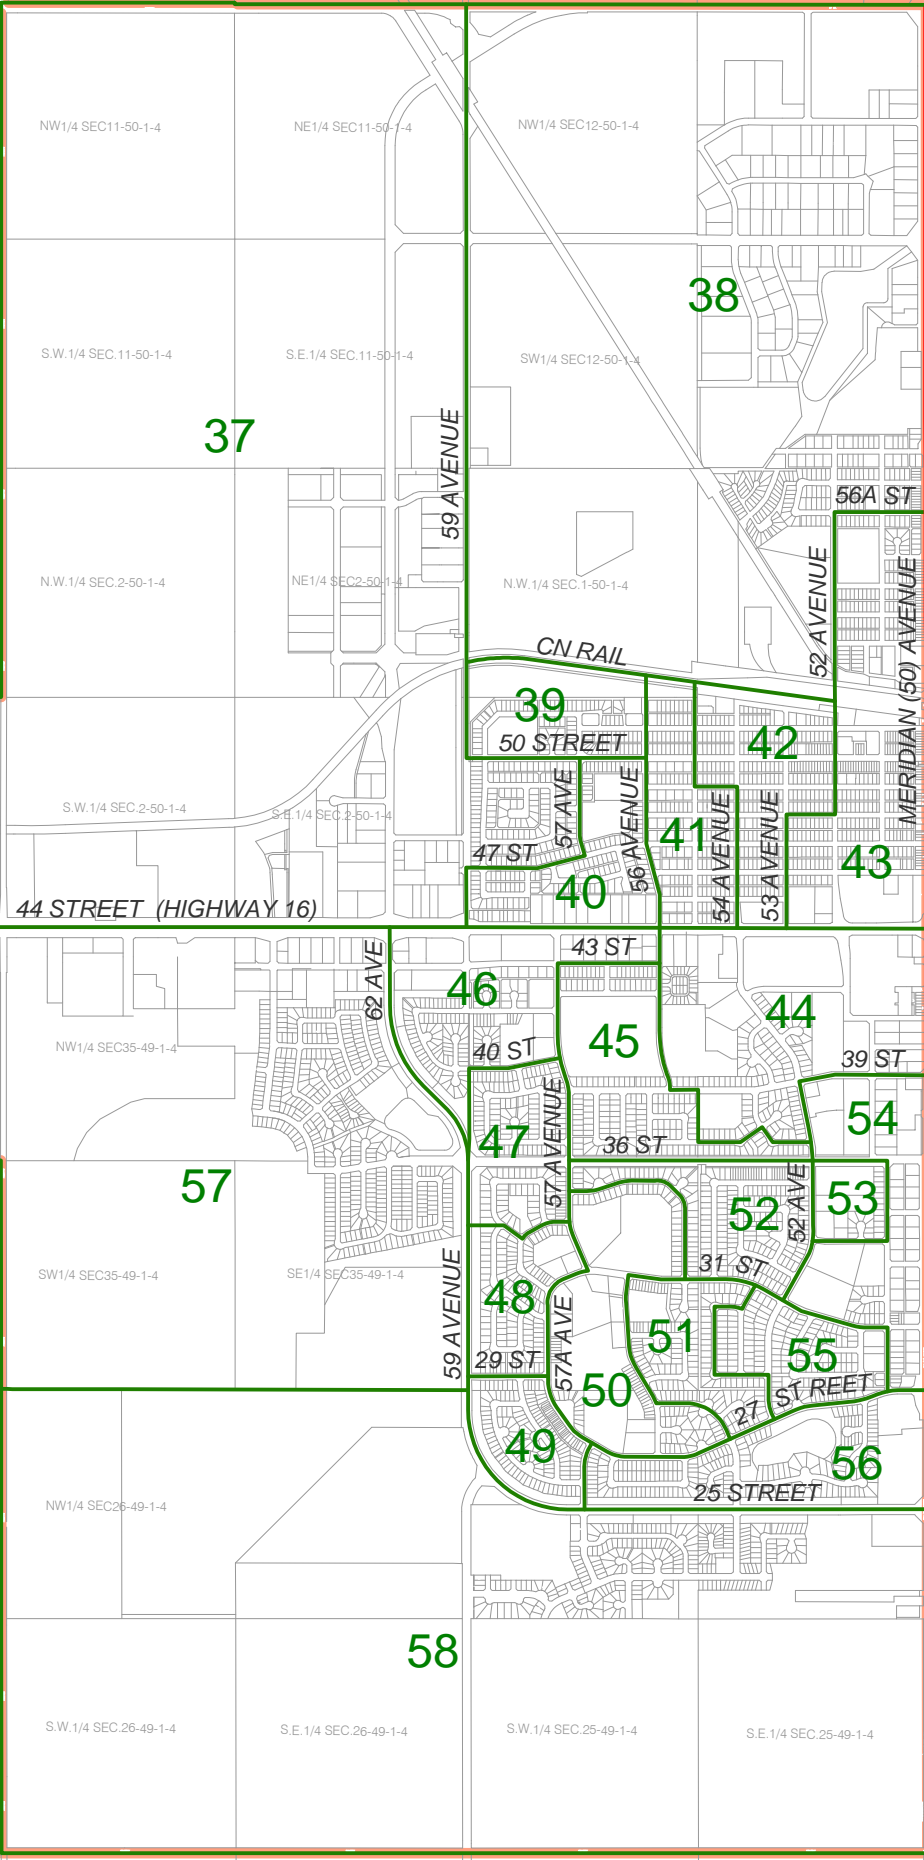 NW1/4 SEC11-50-1-4
NE1/4 SEC11-50-1-4
NW1/4 SEC12-50-1-4
38
S.W.1/4 SEC.11-50-1-4
S.E.1/4 SEC.11-50-1-4
SW1/4 SEC12-50-1-4
37
59 AVENUE
56A ST
N.W.1/4 SEC.2-50-1-4
NE1/4 SEC2-50-1-4
N.W.1/4 SEC.1-50-1-4
52 AVENUE
MERIDIAN (50) AVENUE
CN RAIL
39
50 STREET
42
S.W.1/4 SEC.2-50-1-4
S.E.1/4 SEC.2-50-1-4
57 AVE
56 AVENUE
41
54 AVENUE
53 AVENUE
43
47 ST
40
44 STREET (HIGHWAY 16)
43 ST
62 AVE
46
45
44
NW1/4 SEC35-49-1-4
40 ST
39 ST
54
47
57 AVENUE
36 ST
57
52
52 AVE
53
SW1/4 SEC35-49-1-4
SE1/4 SEC35-49-1-4
31 ST
59 AVENUE
48
57A AVE
51
55
29 ST
50
27 ST REET
49
56
NW1/4 SEC26-49-1-4
25 STREET
58
S.W.1/4 SEC.26-49-1-4
S.E.1/4 SEC.26-49-1-4
S.W.1/4 SEC.25-49-1-4
S.E.1/4 SEC.25-49-1-4